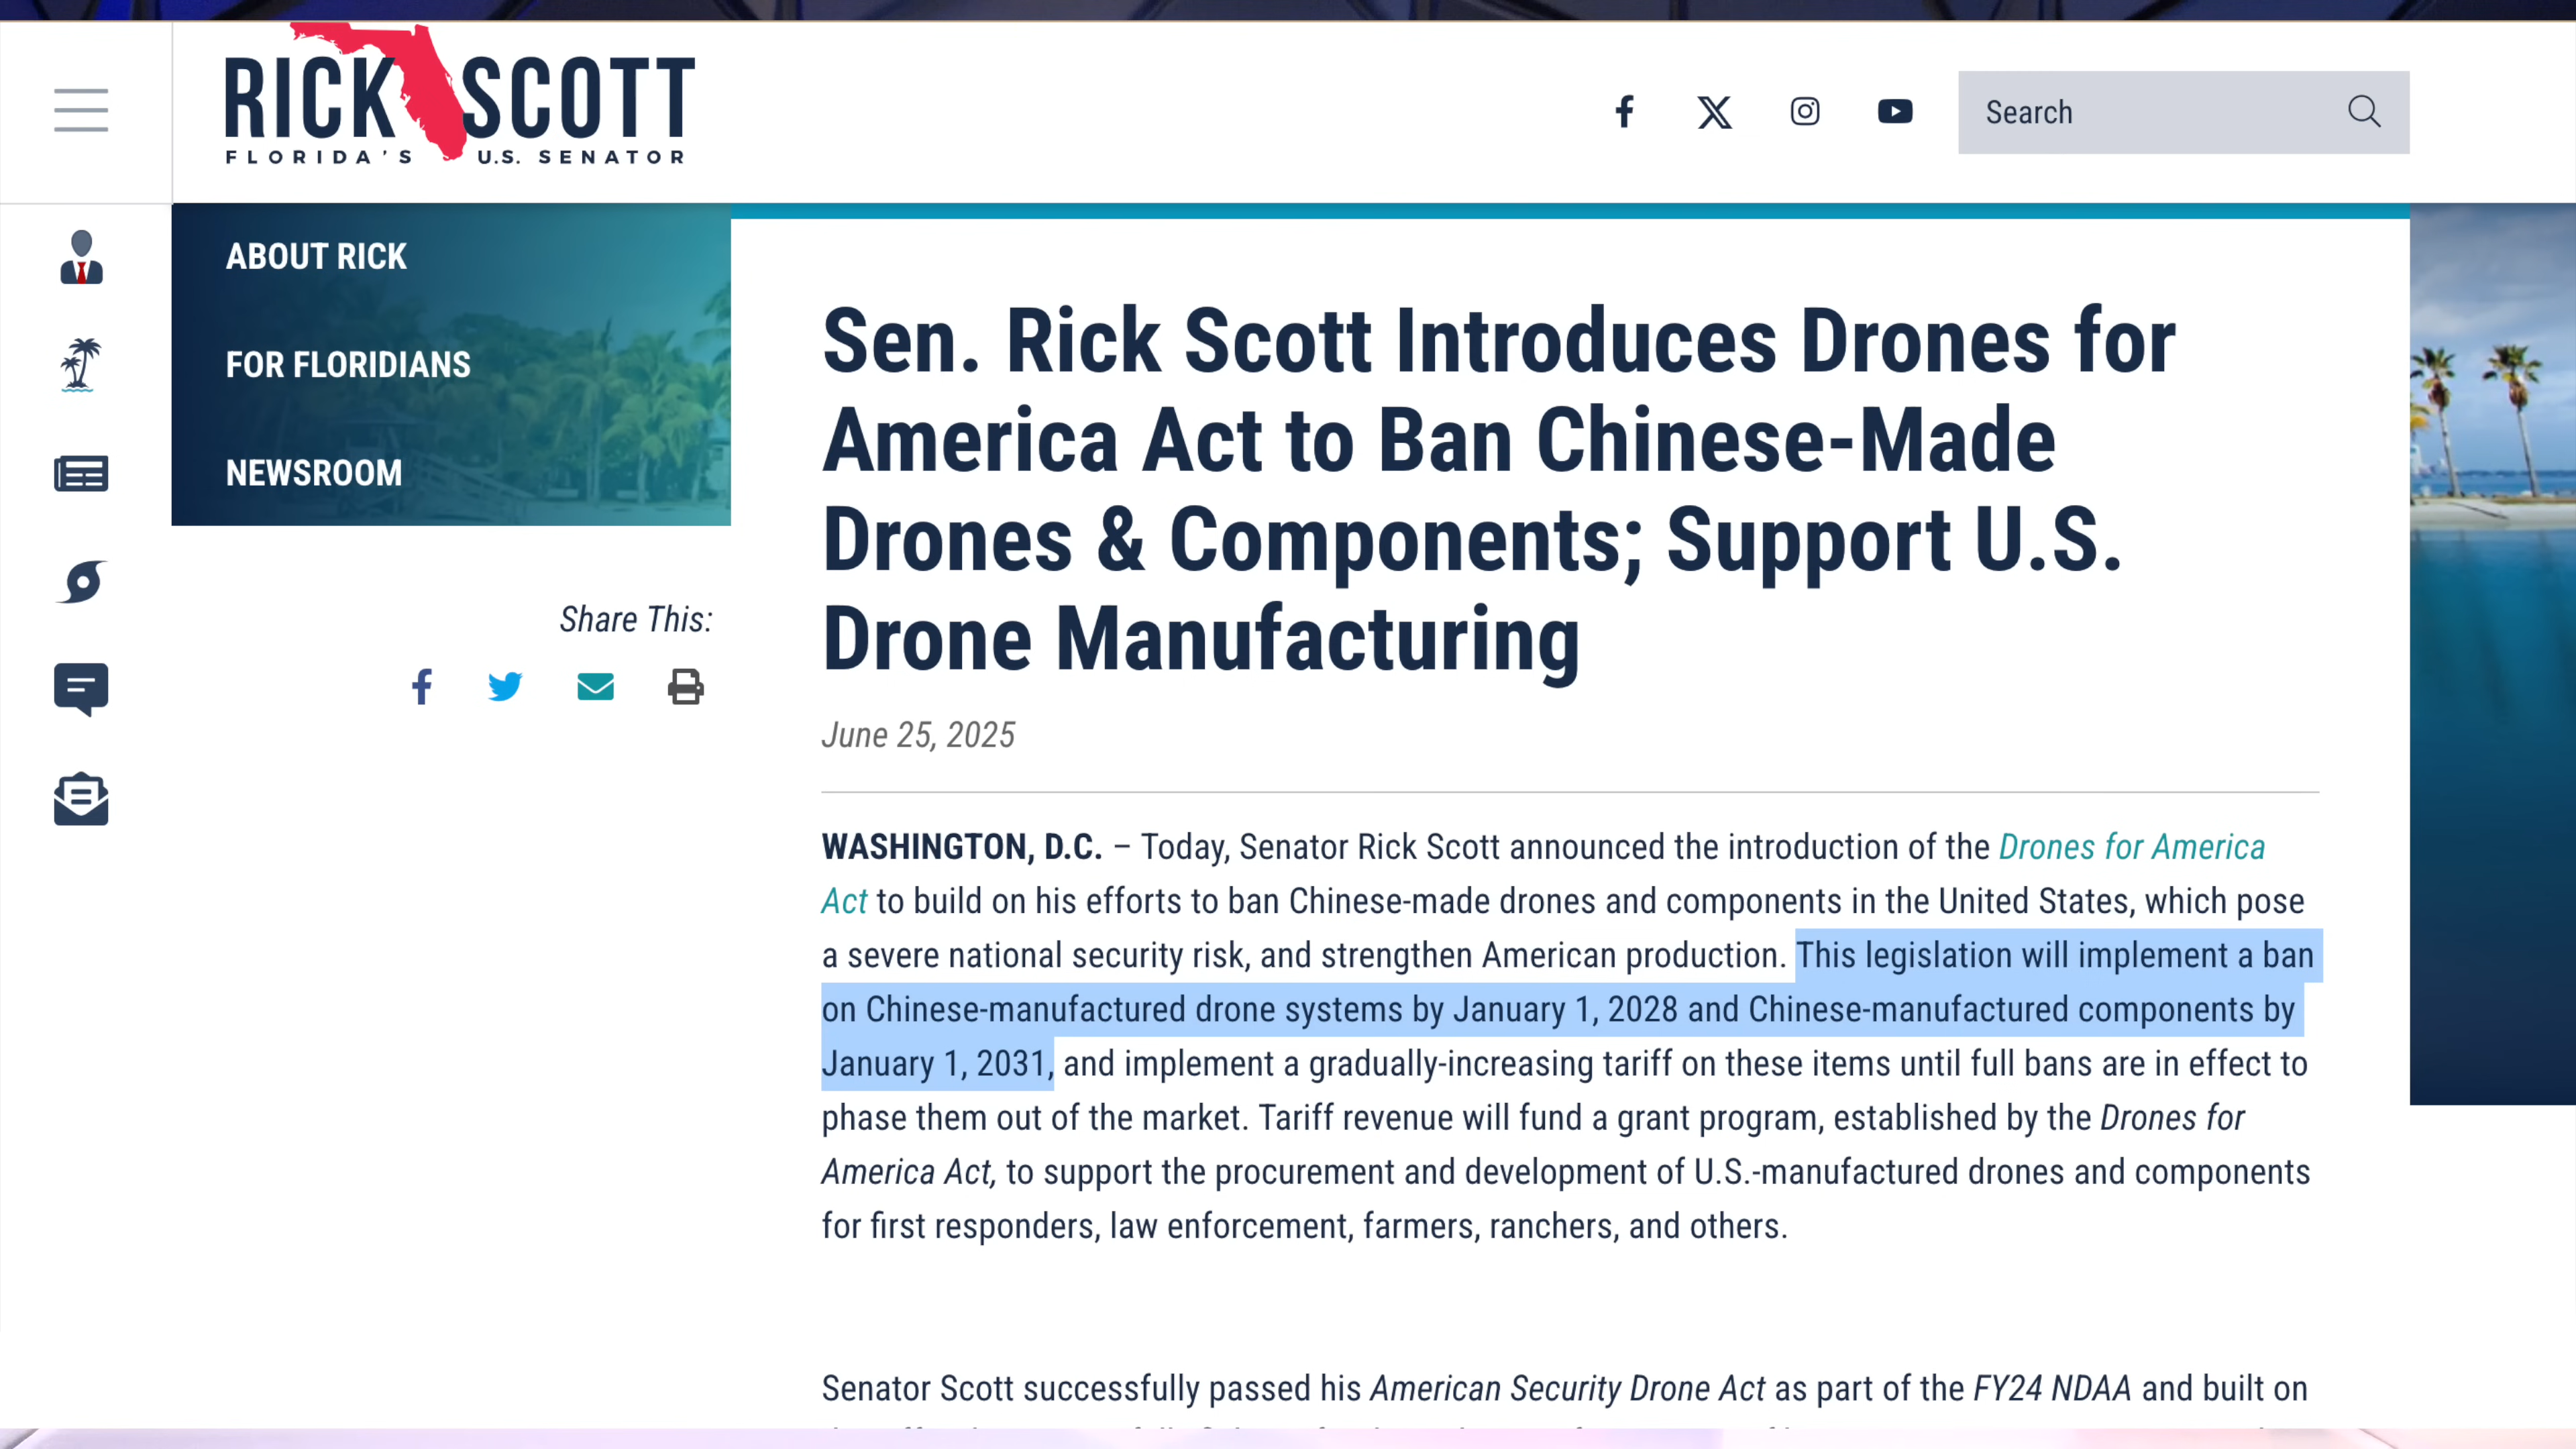 RICK SCOTT
FLORIDA'S U.S. SENATOR
Search
ABOUT RICK
FOR FLORIDIANS
NEWSROOM
Share This:
Sen. Rick Scott Introduces Drones for
America Act to Ban Chinese-Made
Drones & Components; Support U.S.
Drone Manufacturing
June 25, 2025
WASHINGTON, D.C. – Today, Senator Rick Scott announced the introduction of the Drones for America
Act to build on his efforts to ban Chinese-made drones and components in the United States, which pose
a severe national security risk, and strengthen American production. This legislation will implement a ban
on Chinese-manufactured drone systems by January 1, 2028 and Chinese-manufactured components by
January 1, 2031, and implement a gradually-increasing tariff on these items until full bans are in effect to
phase them out of the market. Tariff revenue will fund a grant program, established by the Drones for
America Act, to support the procurement and development of U.S.-manufactured drones and components
for first responders, law enforcement, farmers, ranchers, and others.
Senator Scott successfully passed his American Security Drone Act as part of the FY24 NDAA and built on